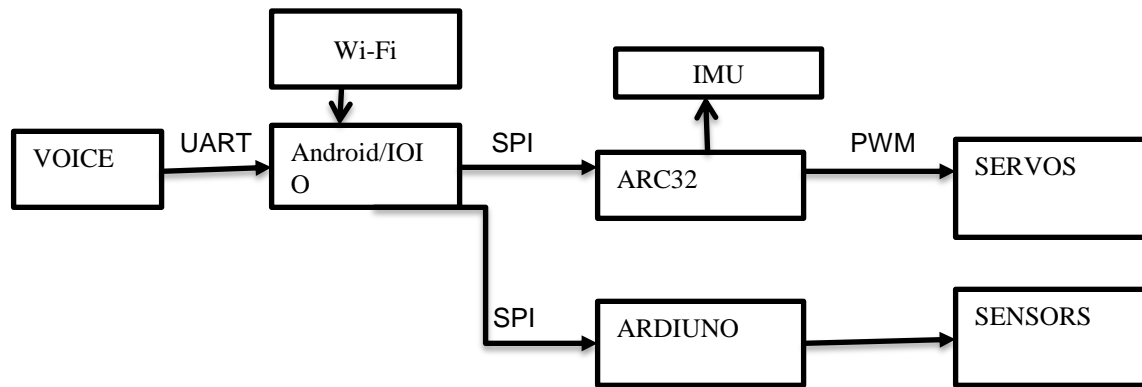 Wi-Fi
IMU
VOICE
UART
Android/IOI
O
SPI
ARC32
PWM
SERVOS
SPI
ARDIUNO
SENSORS